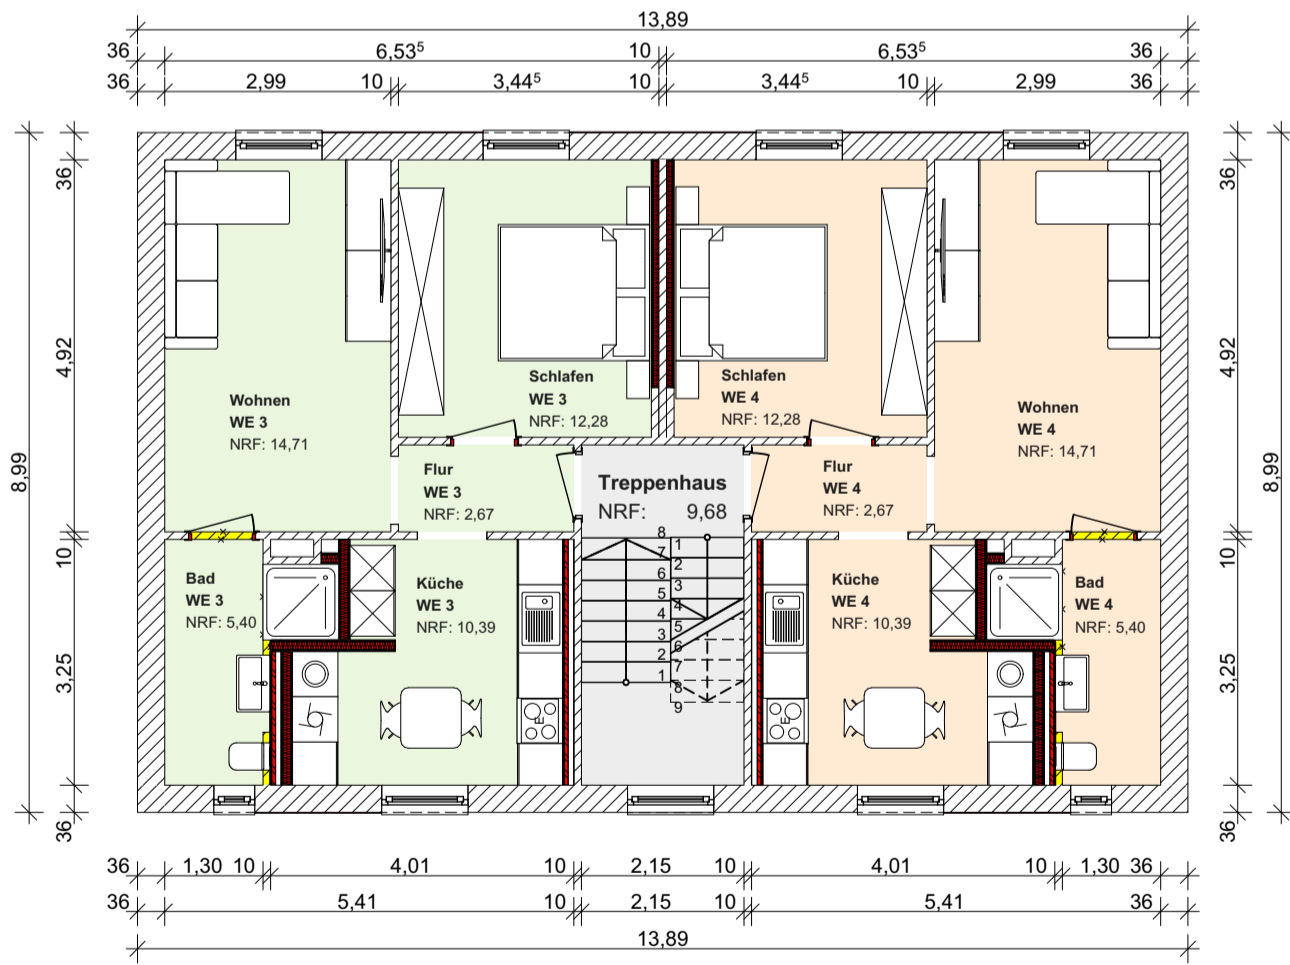 13,89
36 6,53⁵ 10 6,53⁵ 36
36 2,99 10 3,44⁵ 10 3,44⁵ 10 2,99 36
8,99
36
4,92
10
3,25
36
36
4,92
10
3,25
36
8,99
Schlafen
WE 3
NRF: 12,28
Schlafen
WE 4
NRF: 12,28
Wohnen
WE 3
NRF: 14,71
Wohnen
WE 4
NRF: 14,71
Flur
WE 3
NRF: 2,67
Treppenhaus
NRF: 9,68
Flur
WE 4
NRF: 2,67
Bad
WE 3
NRF: 5,40
Küche
WE 3
NRF: 10,39
8
7
6
5
4
3
2
1
1
2
3
4
5
6
7
8
9
Küche
WE 4
NRF: 10,39
Bad
WE 4
NRF: 5,40
E
E
36 1,30 10 4,01 10 2,15 10 4,01 10 1,30 36
36 5,41 10 2,15 10 5,41 36
13,89